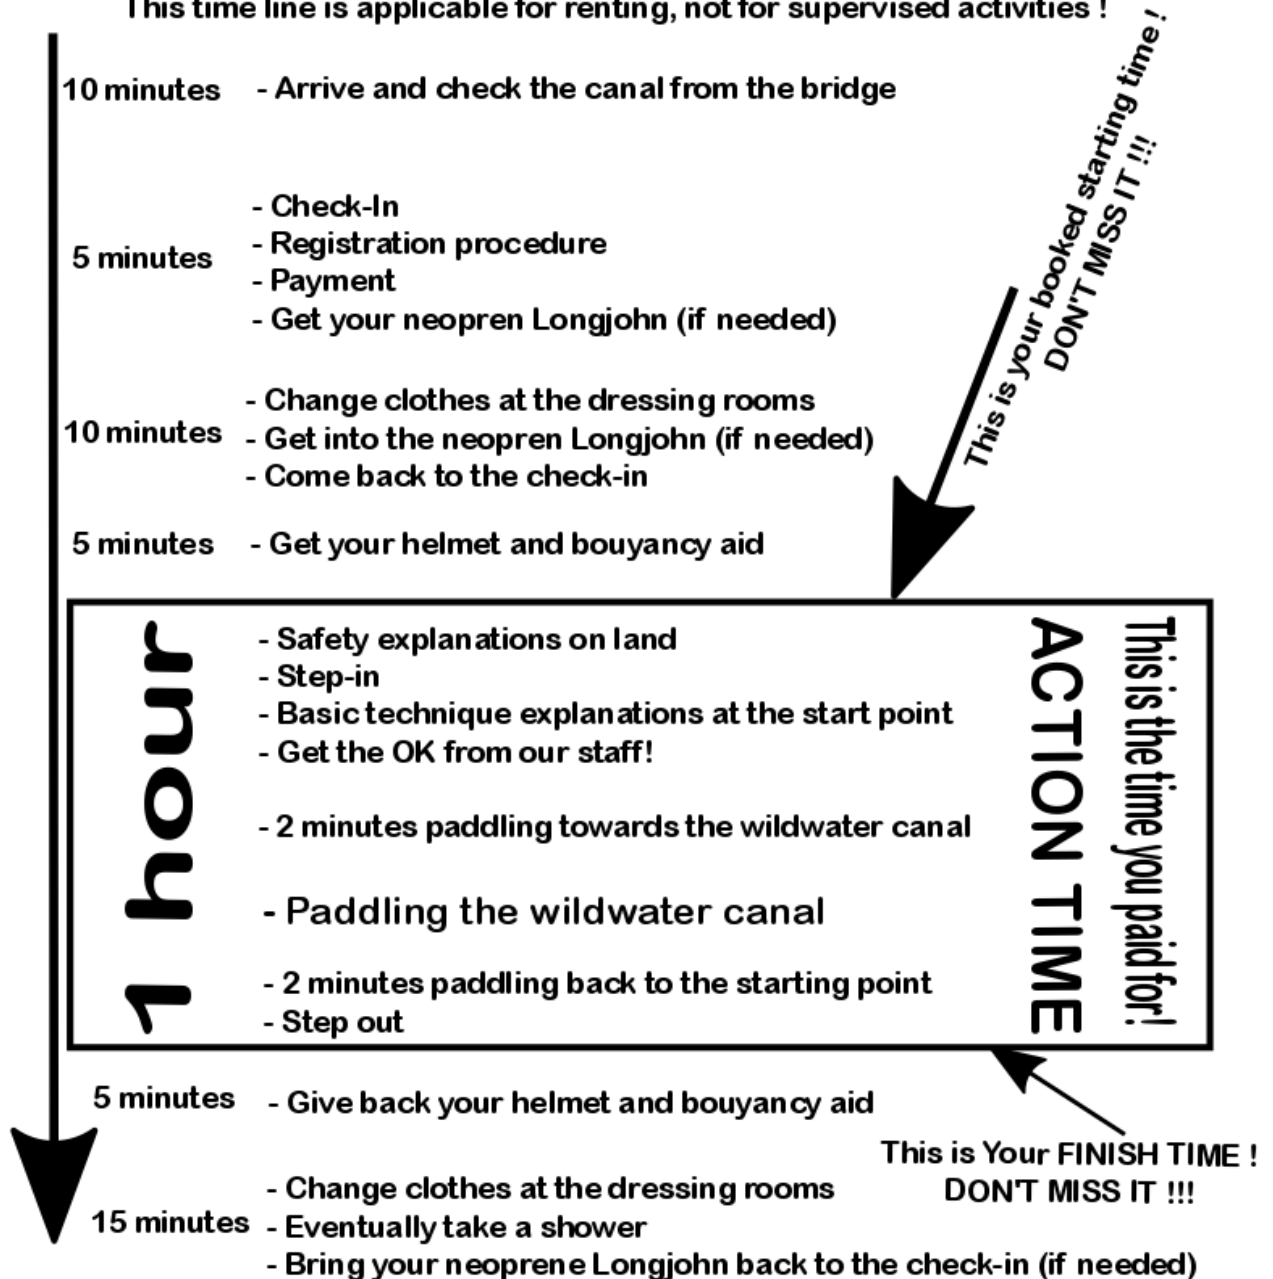 This time line is applicable for renting, not for supervised activities !
10 minutes
- Arrive and check the canal from the bridge
5 minutes
- Check-In
- Registration procedure
- Payment
- Get your neopren Longjohn (if needed)
10 minutes
- Change clothes at the dressing rooms
- Get into the neopren Longjohn (if needed)
- Come back to the check-in
5 minutes
- Get your helmet and bouyancy aid
This is your booked starting time !
DON'T MISS IT !!!
1 hour
- Safety explanations on land
- Step-in
- Basic technique explanations at the start point
- Get the OK from our staff!
- 2 minutes paddling towards the wildwater canal
- Paddling the wildwater canal
- 2 minutes paddling back to the starting point
- Step out
ACTION TIME
This is the time you paid for!
5 minutes
- Give back your helmet and bouyancy aid
This is Your FINISH TIME !
DON'T MISS IT !!!
15 minutes
- Change clothes at the dressing rooms
- Eventually take a shower
- Bring your neoprene Longjohn back to the check-in (if needed)